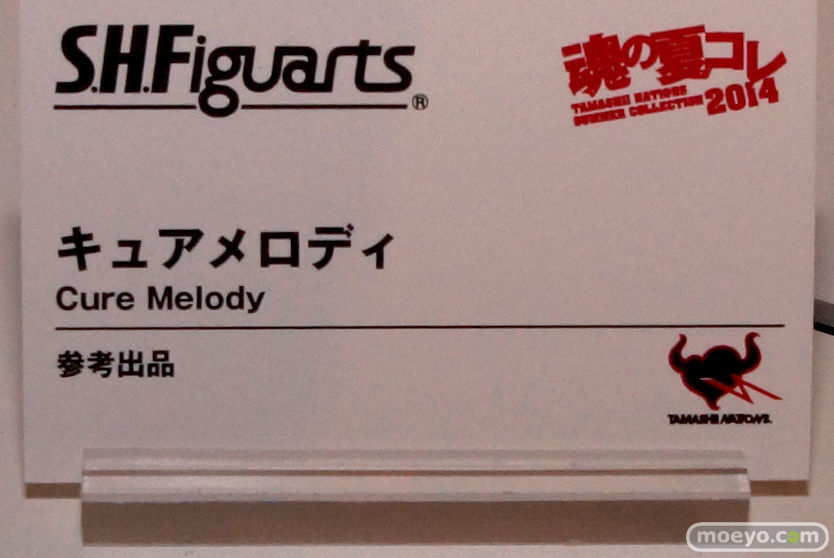 S.H.Figuarts®
魂の夏コレ
TAMASHII NATIONS
SUMMER COLLECTION 2014
キュアメロディ
Cure Melody
参考出品
TAMASHII NATIONS
moeyo.com